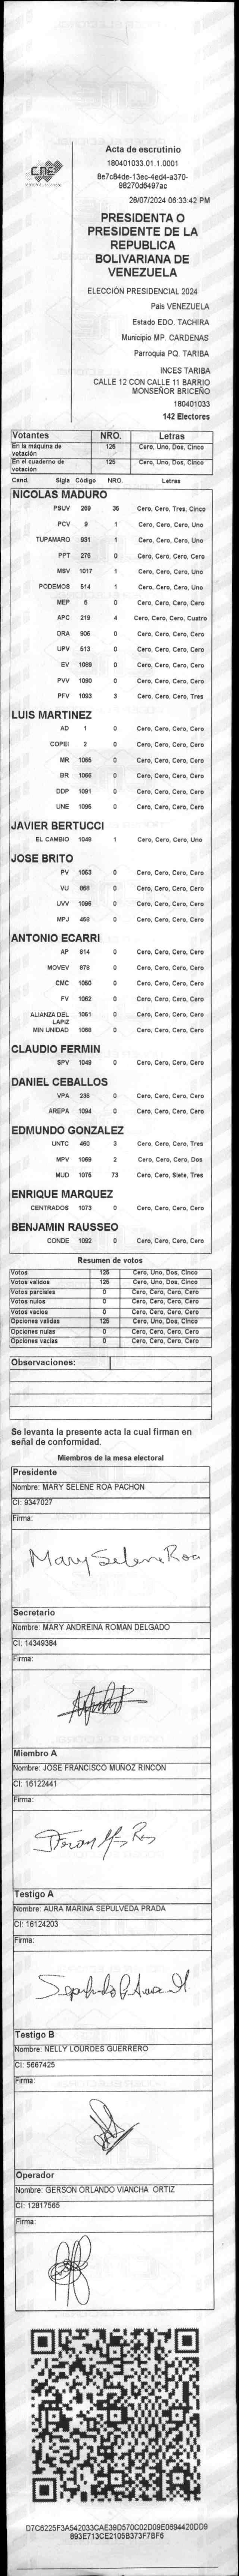 CNE
Acta de escrutinio
180401033.01.1.0001
8e7c84de-13ec-4ed4-a370-
98270d6497ac
28/07/2024 06:33:42 PM
PRESIDENTA O
PRESIDENTE DE LA
REPUBLICA
BOLIVARIANA DE
VENEZUELA
ELECCIÓN PRESIDENCIAL 2024
Pais VENEZUELA
Estado EDO. TACHIRA
Municipio MP. CARDENAS
Parroquia PQ. TARIBA
INCES TARIBA
CALLE 12 CON CALLE 11 BARRIO
MONSEÑOR BRICEÑO
180401033
142 Electores
Votantes NRO. Letras
En la máquina de votación 125 Cero, Uno, Dos, Cinco
En el cuaderno de votación 125 Cero, Uno, Dos, Cinco
Cand. Sigla Código NRO. Letras
NICOLAS MADURO
PSUV 269 35 Cero, Cero, Tres, Cinco
PCV 9 1 Cero, Cero, Cero, Uno
TUPAMARO 931 1 Cero, Cero, Cero, Uno
PPT 276 0 Cero, Cero, Cero, Cero
MSV 1017 1 Cero, Cero, Cero, Uno
PODEMOS 514 1 Cero, Cero, Cero, Uno
MEP 6 0 Cero, Cero, Cero, Cero
APC 219 4 Cero, Cero, Cero, Cuatro
ORA 906 0 Cero, Cero, Cero, Cero
UPV 513 0 Cero, Cero, Cero, Cero
EV 1089 0 Cero, Cero, Cero, Cero
PVV 1090 0 Cero, Cero, Cero, Cero
PFV 1093 3 Cero, Cero, Cero, Tres
LUIS MARTINEZ
AD 1 0 Cero, Cero, Cero, Cero
COPEI 2 0 Cero, Cero, Cero, Cero
MR 1065 0 Cero, Cero, Cero, Cero
BR 1066 0 Cero, Cero, Cero, Cero
DDP 1091 0 Cero, Cero, Cero, Cero
UNE 1095 0 Cero, Cero, Cero, Cero
JAVIER BERTUCCI
EL CAMBIO 1048 1 Cero, Cero, Cero, Uno
JOSE BRITO
PV 1053 0 Cero, Cero, Cero, Cero
VU 868 0 Cero, Cero, Cero, Cero
UVV 1096 0 Cero, Cero, Cero, Cero
MPJ 458 0 Cero, Cero, Cero, Cero
ANTONIO ECARRI
AP 814 0 Cero, Cero, Cero, Cero
MOVEV 878 0 Cero, Cero, Cero, Cero
CMC 1050 0 Cero, Cero, Cero, Cero
FV 1062 0 Cero, Cero, Cero, Cero
ALIANZA DEL LAPIZ 1061 0 Cero, Cero, Cero, Cero
MIN UNIDAD 1068 0 Cero, Cero, Cero, Cero
CLAUDIO FERMIN
SPV 1049 0 Cero, Cero, Cero, Cero
DANIEL CEBALLOS
VPA 236 0 Cero, Cero, Cero, Cero
AREPA 1094 0 Cero, Cero, Cero, Cero
EDMUNDO GONZALEZ
UNTC 460 3 Cero, Cero, Cero, Tres
MPV 1069 2 Cero, Cero, Cero, Dos
MUD 1075 73 Cero, Cero, Siete, Tres
ENRIQUE MARQUEZ
CENTRADOS 1073 0 Cero, Cero, Cero, Cero
BENJAMIN RAUSSEO
CONDE 1092 0 Cero, Cero, Cero, Cero
Resumen de votos
Votos 125 Cero, Uno, Dos, Cinco
Votos validos 125 Cero, Uno, Dos, Cinco
Votos parciales 0 Cero, Cero, Cero, Cero
Votos nulos 0 Cero, Cero, Cero, Cero
Votos vacios 0 Cero, Cero, Cero, Cero
Opciones validas 125 Cero, Uno, Dos, Cinco
Opciones nulas 0 Cero, Cero, Cero, Cero
Opciones vacias 0 Cero, Cero, Cero, Cero
Observaciones:
Se levanta la presente acta la cual firman en
señal de conformidad.
Miembros de la mesa electoral
Presidente
Nombre: MARY SELENE ROA PACHON
CI: 9347027
Firma:
Mary Selene Roa
Secretario
Nombre: MARY ANDREINA ROMAN DELGADO
CI: 14349384
Firma:
Miembro A
Nombre: JOSE FRANCISCO MUÑOZ RINCON
CI: 16122441
Firma:
Testigo A
Nombre: AURA MARINA SEPULVEDA PRADA
CI: 16124203
Firma:
Testigo B
Nombre: NELLY LOURDES GUERRERO
CI: 5667425
Firma:
Operador
Nombre: GERSON ORLANDO VIANCHA ORTIZ
CI: 12817565
Firma:
D7C6225F3A542033CAE39D570C02D09E0694420DD9
893E713CE2105B373F7BF6